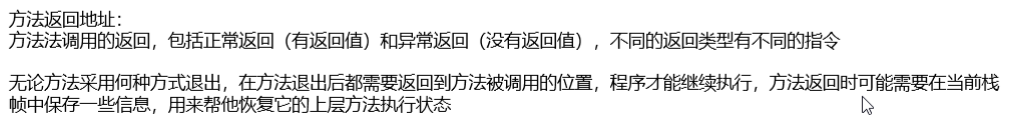 方法返回地址：
方法法调用的返回，包括正常返回（有返回值）和异常返回（没有返回值），不同的返回类型有不同的指令
无论方法采用何种方式退出，在方法退出后都需要返回到方法被调用的位置，程序才能继续执行，方法返回时可能需要在当前栈
帧中保存一些信息，用来帮他恢复它的上层方法执行状态